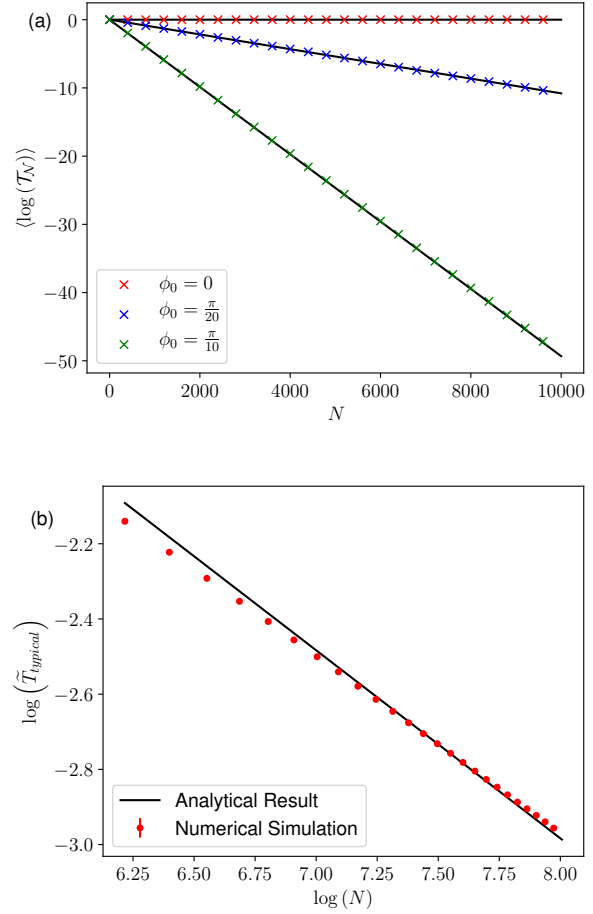 (a)
0
−10
−20
−30
−40
−50
⟨log (𝒯_N)⟩
ϕ₀ = 0
ϕ₀ = π/20
ϕ₀ = π/10
0 2000 4000 6000 8000 10000
N
(b)
−2.2
−2.4
−2.6
−2.8
−3.0
log (T̃_typical)
Analytical Result
Numerical Simulation
6.25 6.50 6.75 7.00 7.25 7.50 7.75 8.00
log (N)